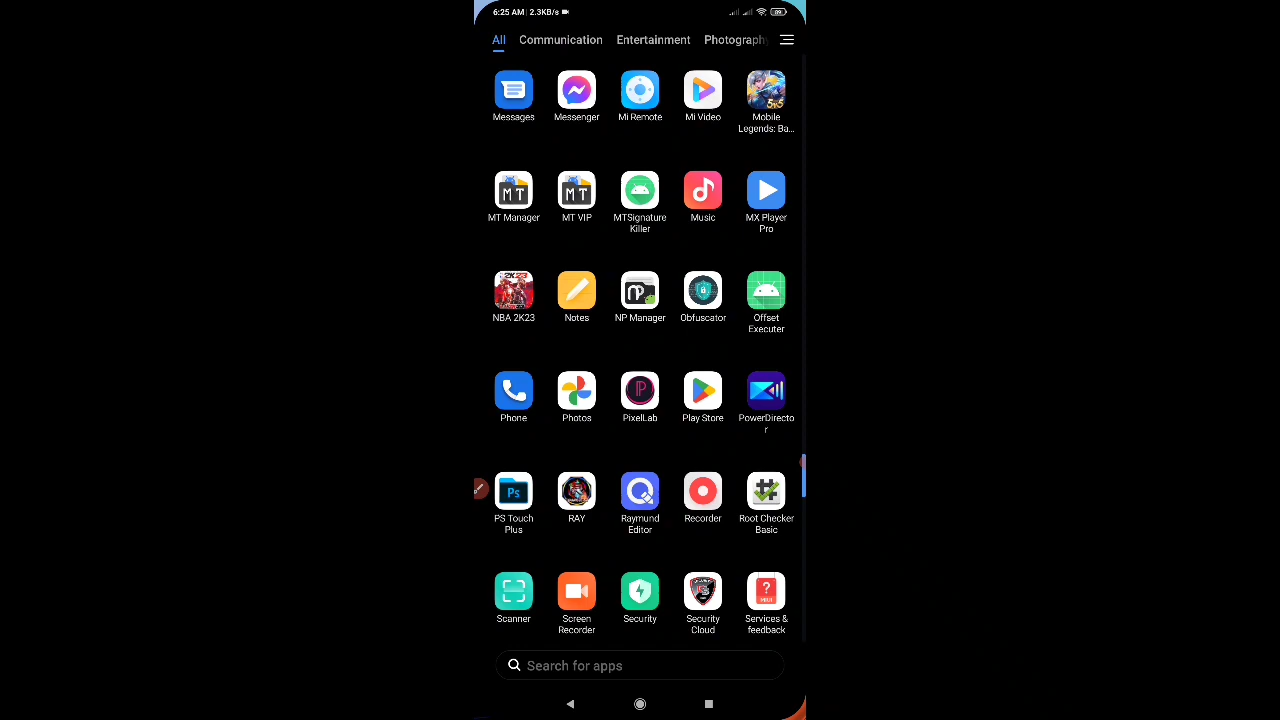 6:25 AM | 2.3KB/s
89
All Communication Entertainment Photography
Messages Messenger Mi Remote Mi Video Mobile
Legends: Ba...
MT Manager MT VIP MTSignature Music MX Player
Killer Pro
NBA 2K23 Notes NP Manager Obfuscator Offset
Executer
Phone Photos PixelLab Play Store PowerDirecto
r
PS Touch RAY Raymund Recorder Root Checker
Plus Editor Basic
Scanner Screen Security Security Services &
Recorder Cloud feedback
Search for apps